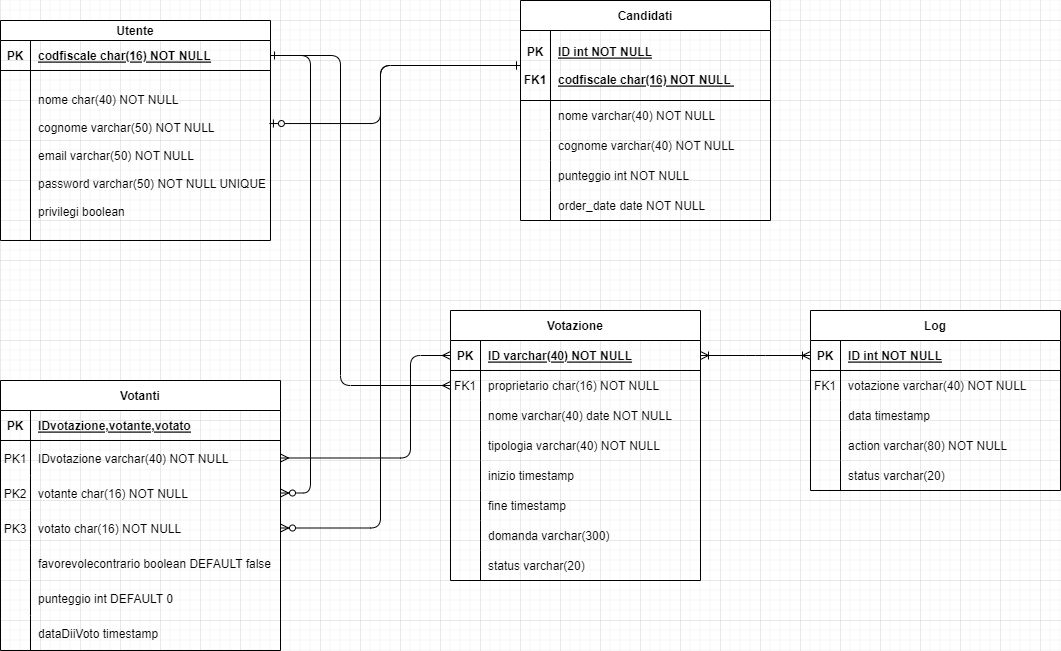 Utente
PK codfiscale char(16) NOT NULL
nome char(40) NOT NULL
cognome varchar(50) NOT NULL
email varchar(50) NOT NULL
password varchar(50) NOT NULL UNIQUE
privilegi boolean
Candidati
PK ID int NOT NULL
FK1 codfiscale char(16) NOT NULL
nome varchar(40) NOT NULL
cognome varchar(40) NOT NULL
punteggio int NOT NULL
order_date date NOT NULL
Votanti
PK IDvotazione,votante,votato
PK1 IDvotazione varchar(40) NOT NULL
PK2 votante char(16) NOT NULL
PK3 votato char(16) NOT NULL
favorevolecontrario boolean DEFAULT false
punteggio int DEFAULT 0
dataDiiVoto timestamp
Votazione
PK ID varchar(40) NOT NULL
FK1 proprietario char(16) NOT NULL
nome varchar(40) date NOT NULL
tipologia varchar(40) NOT NULL
inizio timestamp
fine timestamp
domanda varchar(300)
status varchar(20)
Log
PK ID int NOT NULL
FK1 votazione varchar(40) NOT NULL
data timestamp
action varchar(80) NOT NULL
status varchar(20)